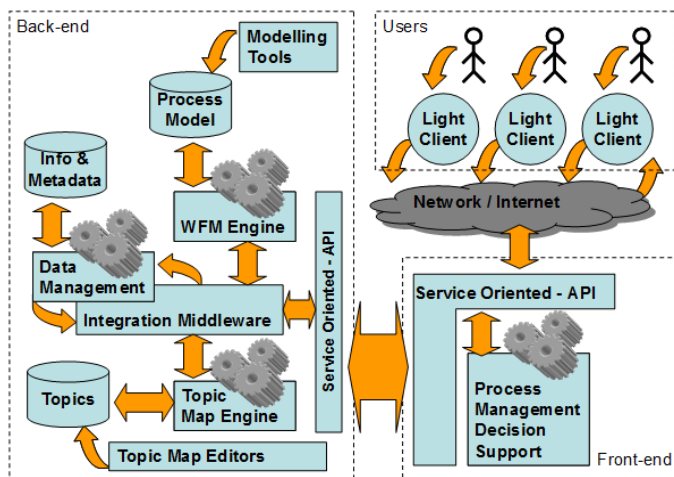 Back-end
Modelling
Tools
Process
Model
Info &
Metadata
WFM Engine
Data
Management
Integration Middleware
Service Oriented - API
Topics
Topic
Map Engine
Topic Map Editors
Users
Light
Client
Light
Client
Light
Client
Network / Internet
Service Oriented - API
Process
Management
Decision
Support
Front-end